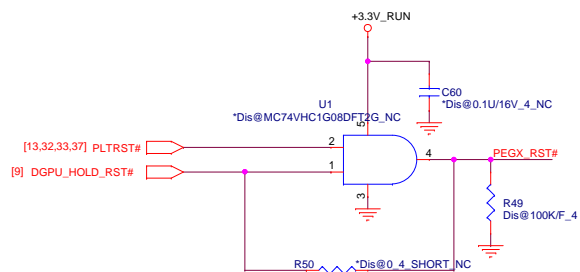 +3.3V_RUN
C60
*Dis@0.1U/16V_4_NC
U1
*Dis@MC74VHC1G08DFT2G_NC
5
[13,32,33,37] PLTRST#
2
4
PEGX_RST#
[9] DGPU_HOLD_RST#
1
3
R49
Dis@100K/F_4
R50
*Dis@0_4_SHORT_NC